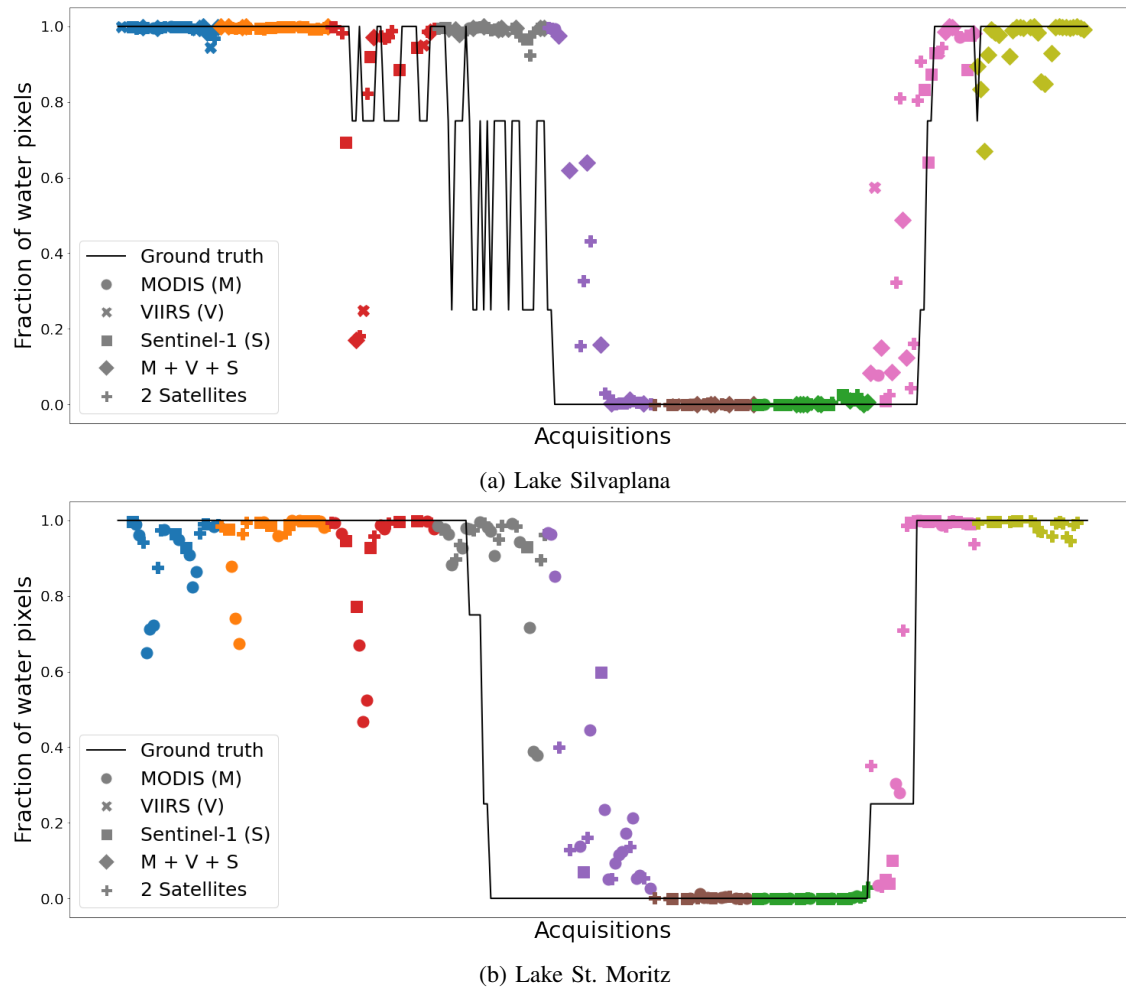 1.0
0.8
0.6
0.4
0.2
0.0
Fraction of water pixels
Ground truth
MODIS (M)
VIIRS (V)
Sentinel-1 (S)
M + V + S
2 Satellites
Acquisitions
(a) Lake Silvaplana
1.0
0.8
0.6
0.4
0.2
0.0
Fraction of water pixels
Ground truth
MODIS (M)
VIIRS (V)
Sentinel-1 (S)
M + V + S
2 Satellites
Acquisitions
(b) Lake St. Moritz